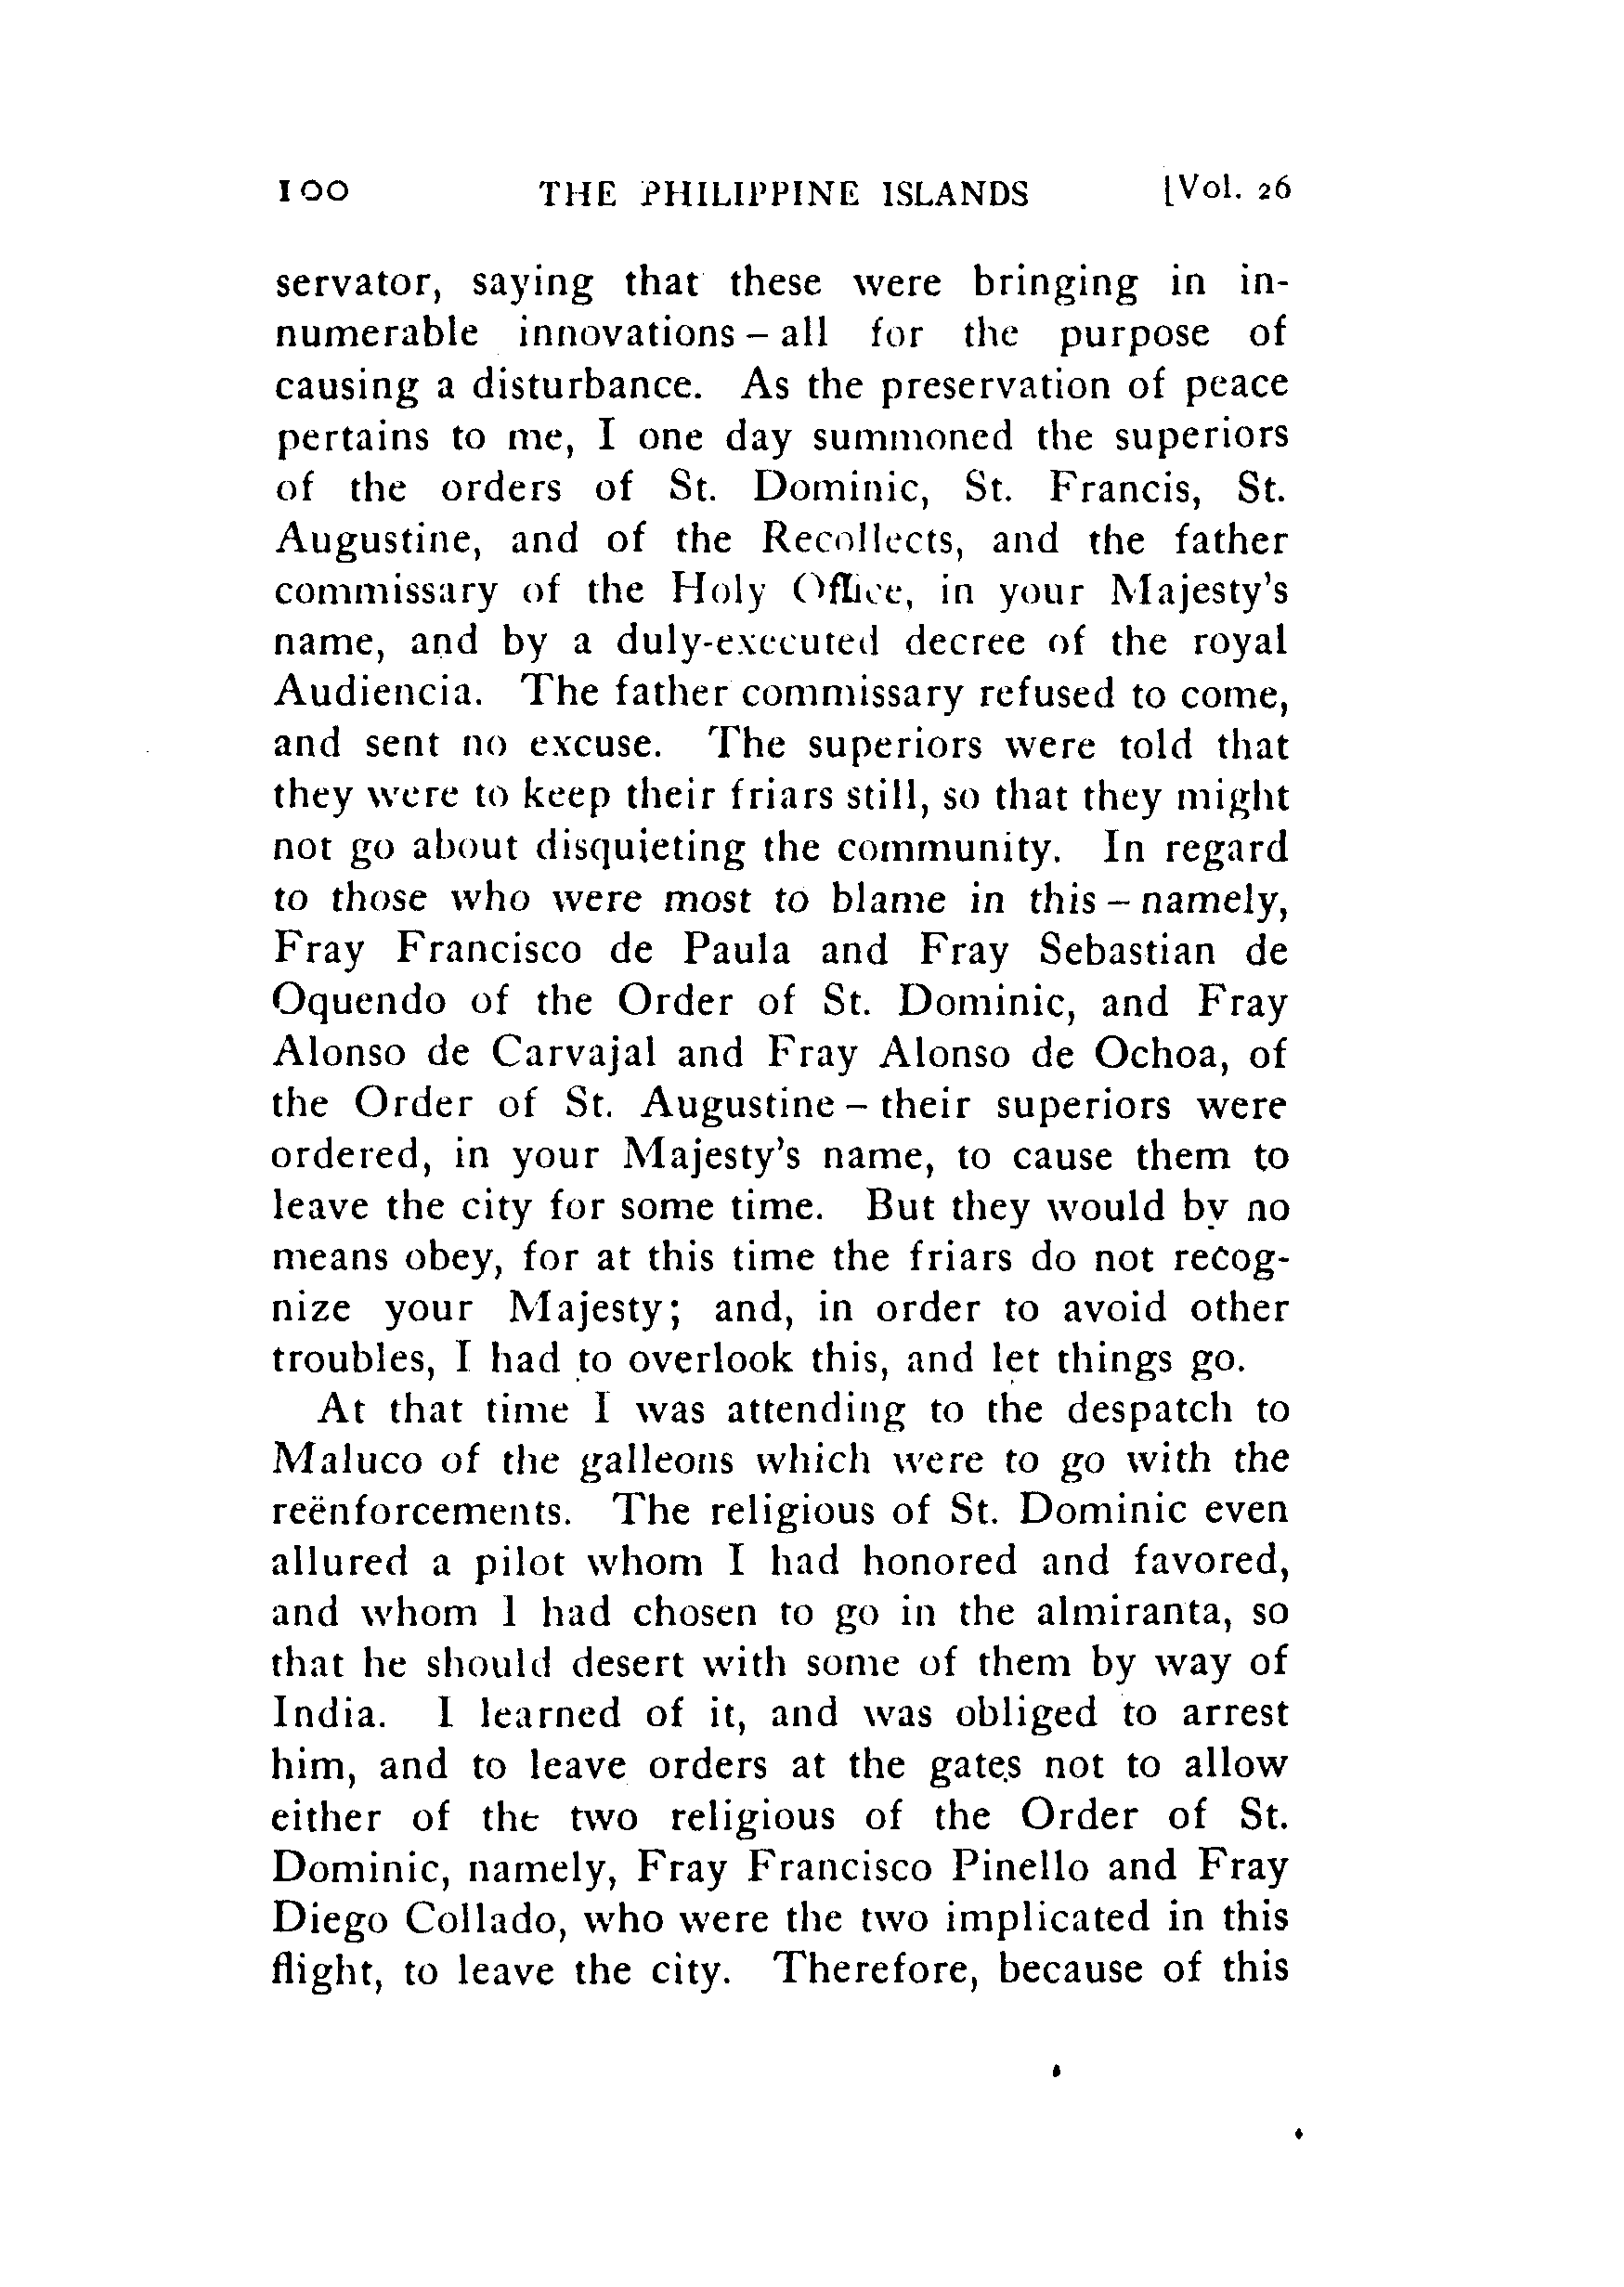 100 THE PHILIPPINE ISLANDS [Vol. 26
servator, saying that these were bringing in in-
numerable innovations – all for the purpose of
causing a disturbance. As the preservation of peace
pertains to me, I one day summoned the superiors
of the orders of St. Dominic, St. Francis, St.
Augustine, and of the Recollects, and the father
commissary of the Holy Office, in your Majesty's
name, and by a duly-executed decree of the royal
Audiencia. The father commissary refused to come,
and sent no excuse. The superiors were told that
they were to keep their friars still, so that they might
not go about disquieting the community. In regard
to those who were most to blame in this – namely,
Fray Francisco de Paula and Fray Sebastian de
Oquendo of the Order of St. Dominic, and Fray
Alonso de Carvajal and Fray Alonso de Ochoa, of
the Order of St. Augustine – their superiors were
ordered, in your Majesty's name, to cause them to
leave the city for some time. But they would by no
means obey, for at this time the friars do not recog-
nize your Majesty; and, in order to avoid other
troubles, I had to overlook this, and let things go.
At that time I was attending to the despatch to
Maluco of the galleons which were to go with the
reënforcements. The religious of St. Dominic even
allured a pilot whom I had honored and favored,
and whom I had chosen to go in the almiranta, so
that he should desert with some of them by way of
India. I learned of it, and was obliged to arrest
him, and to leave orders at the gates not to allow
either of the two religious of the Order of St.
Dominic, namely, Fray Francisco Pinello and Fray
Diego Collado, who were the two implicated in this
flight, to leave the city. Therefore, because of this